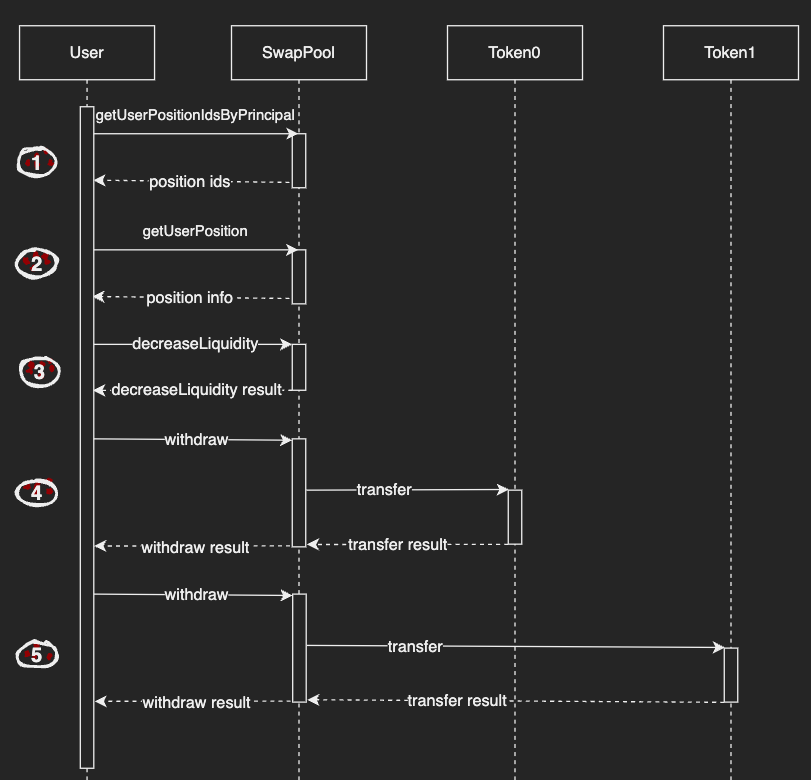 User
SwapPool
Token0
Token1
getUserPositionIdsByPrincipal
1
position ids
getUserPosition
2
position info
decreaseLiquidity
3
decreaseLiquidity result
withdraw
4
transfer
transfer result
withdraw result
withdraw
transfer
5
transfer result
withdraw result